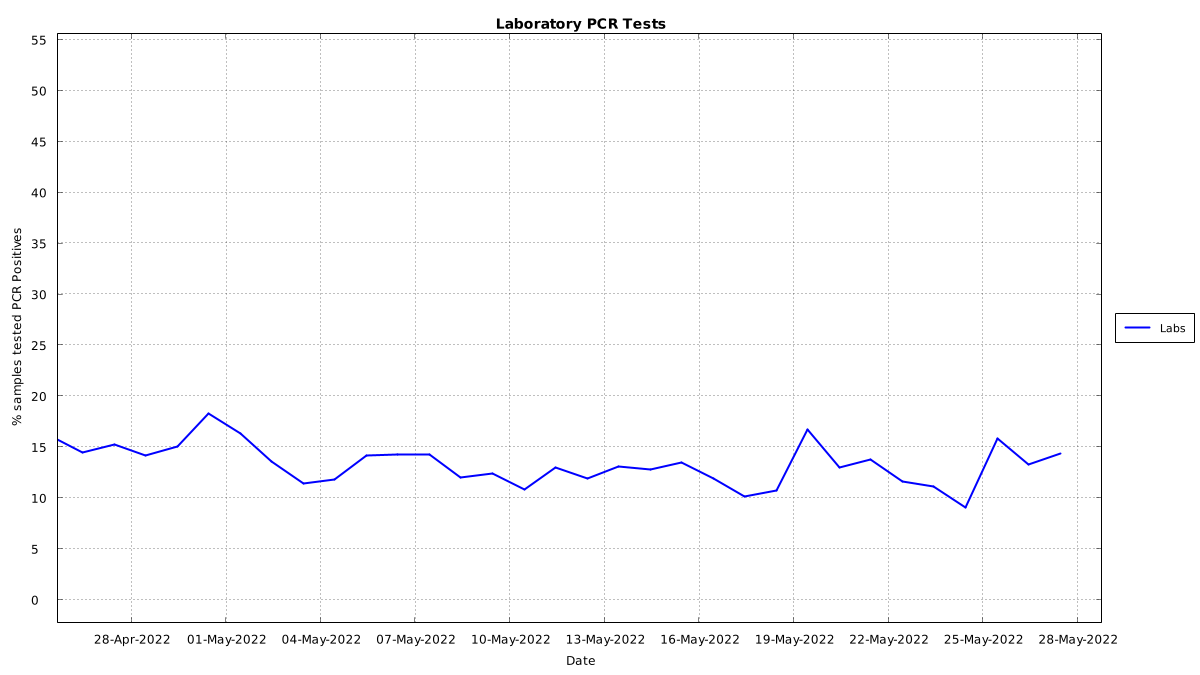 Laboratory PCR Tests
55
50
45
40
35
30
25
20
15
10
5
0
% samples tested PCR Positives
28-Apr-2022 01-May-2022 04-May-2022 07-May-2022 10-May-2022 13-May-2022 16-May-2022 19-May-2022 22-May-2022 25-May-2022 28-May-2022
Date
Labs